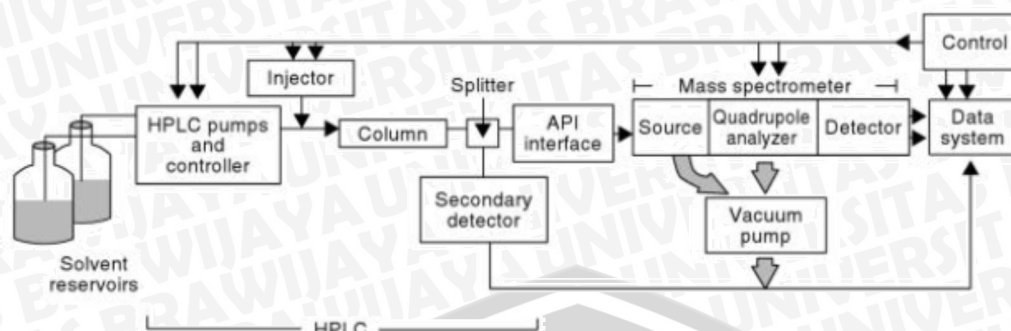 Control
Injector
Splitter
Mass spectrometer
HPLC pumps
and
controller
Column
API
interface
Source
Quadrupole
analyzer
Detector
Data
system
Secondary
detector
Vacuum
pump
Solvent
reservoirs
HPLC